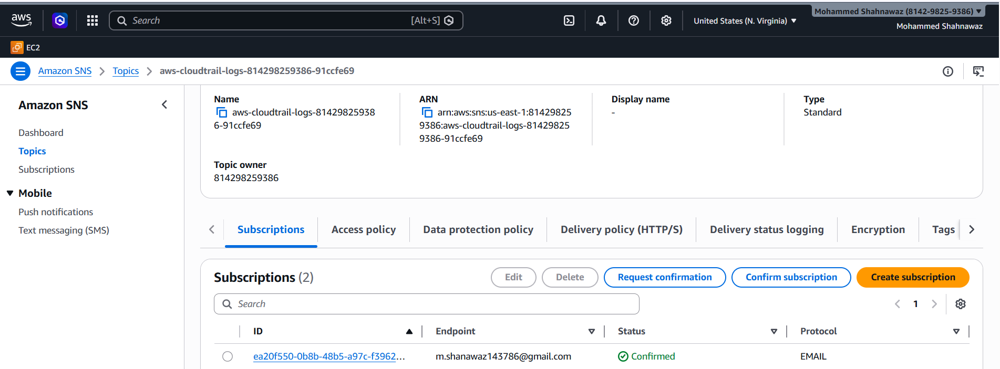 aws
Search
[Alt+S]
United States (N. Virginia)
Mohammed Shahnawaz (8142-9825-9386)
Mohammed Shahnawaz
EC2
Amazon SNS
Topics
aws-cloudtrail-logs-814298259386-91ccfe69
Amazon SNS
Dashboard
Topics
Subscriptions
Mobile
Push notifications
Text messaging (SMS)
Name
aws-cloudtrail-logs-81429825938
6-91ccfe69
ARN
arn:aws:sns:us-east-1:81429825
9386:aws-cloudtrail-logs-81429825
9386-91ccfe69
Display name
-
Type
Standard
Topic owner
814298259386
Subscriptions
Access policy
Data protection policy
Delivery policy (HTTP/S)
Delivery status logging
Encryption
Tags
Subscriptions (2)
Edit
Delete
Request confirmation
Confirm subscription
Create subscription
Search
1
ID
Endpoint
Status
Protocol
ea20f550-0b8b-48b5-a97c-f3962...
m.shanawaz143786@gmail.com
Confirmed
EMAIL